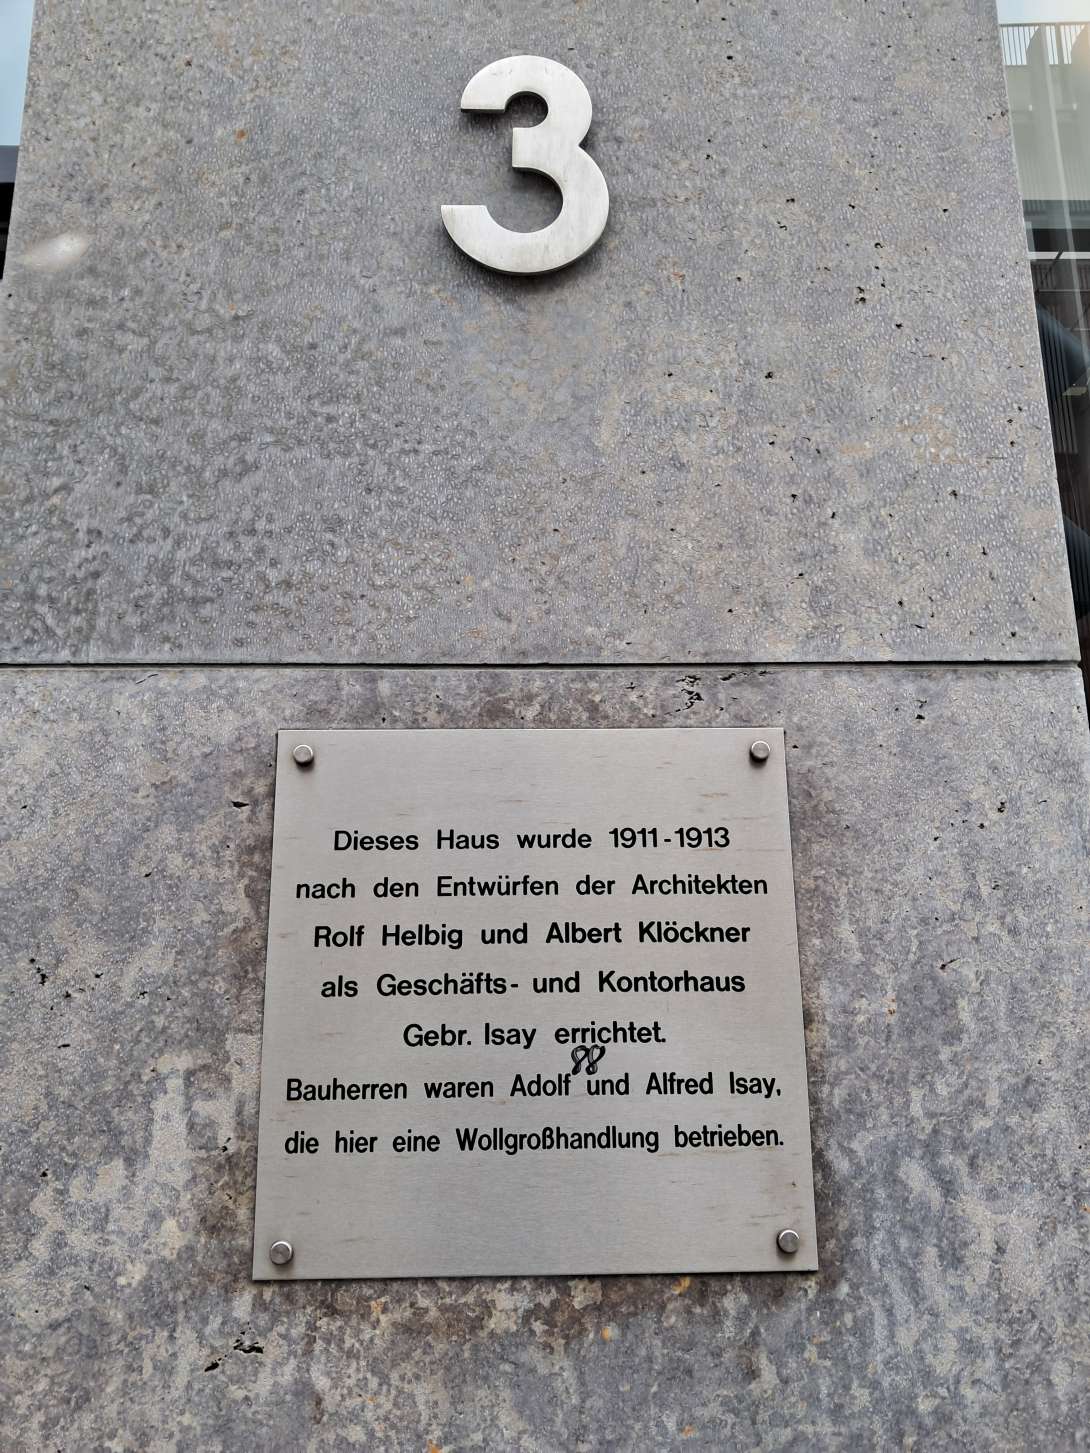 3
Dieses Haus wurde 1911-1913
nach den Entwürfen der Architekten
Rolf Helbig und Albert Klöckner
als Geschäfts- und Kontorhaus
Gebr. Isay errichtet.
88
Bauherren waren Adolf und Alfred Isay,
die hier eine Wollgroßhandlung betrieben.